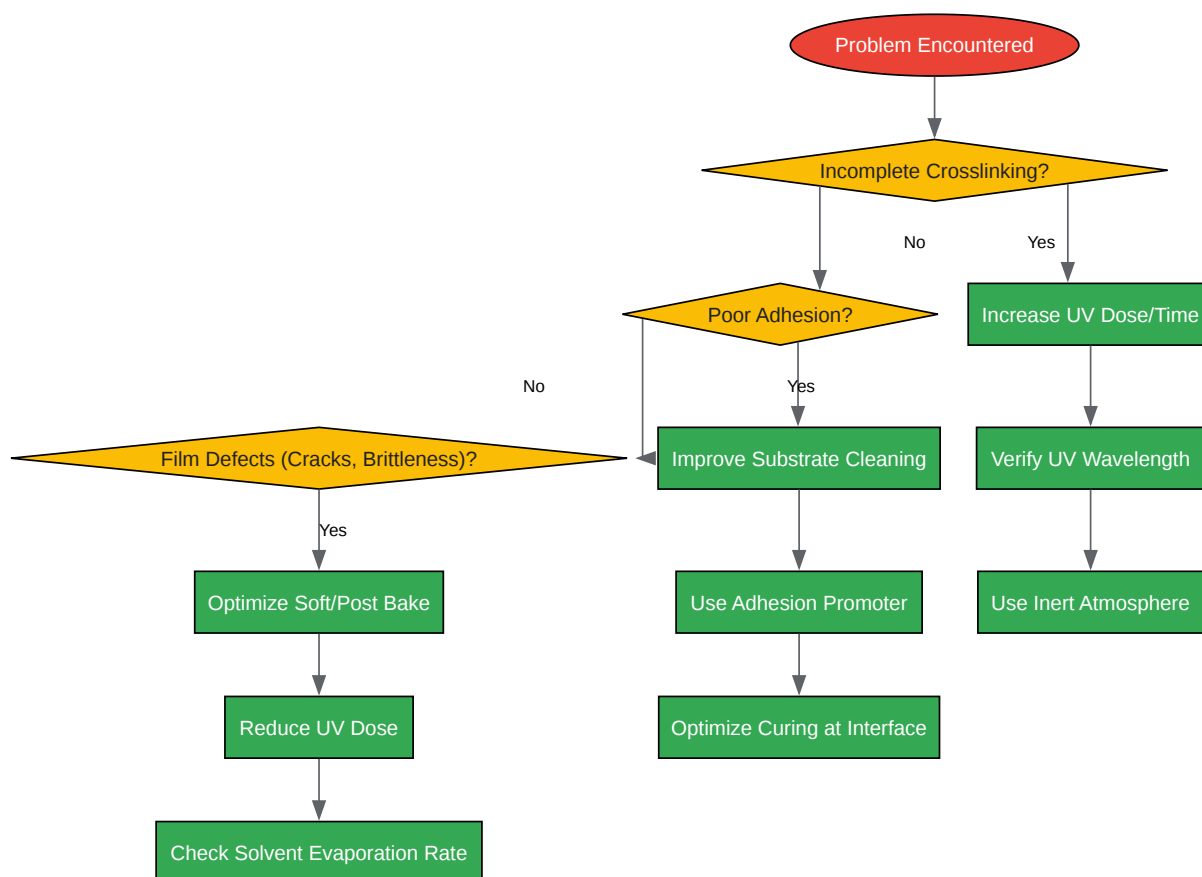 Problem Encountered
Incomplete Crosslinking?
No
Yes
Poor Adhesion?
Increase UV Dose/Time
No
Yes
Film Defects (Cracks, Brittleness)?
Improve Substrate Cleaning
Verify UV Wavelength
Yes
Optimize Soft/Post Bake
Use Adhesion Promoter
Use Inert Atmosphere
Reduce UV Dose
Optimize Curing at Interface
Check Solvent Evaporation Rate